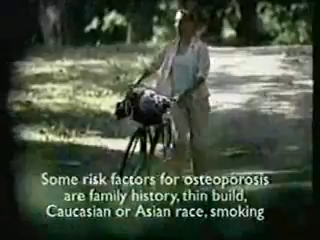 Some risk factors for osteoporosis
are family history, thin build,
Caucasian or Asian race, smoking